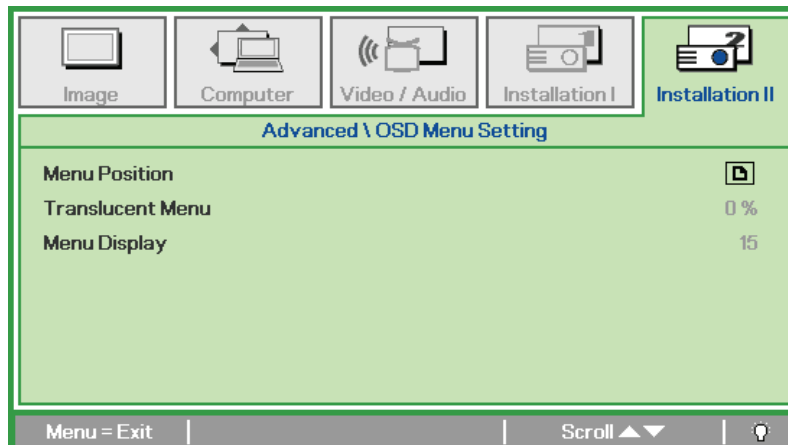 Image Computer Video / Audio Installation I Installation II
Advanced \ OSD Menu Setting
Menu Position
Translucent Menu 0 %
Menu Display 15
Menu = Exit Scroll ▲▼